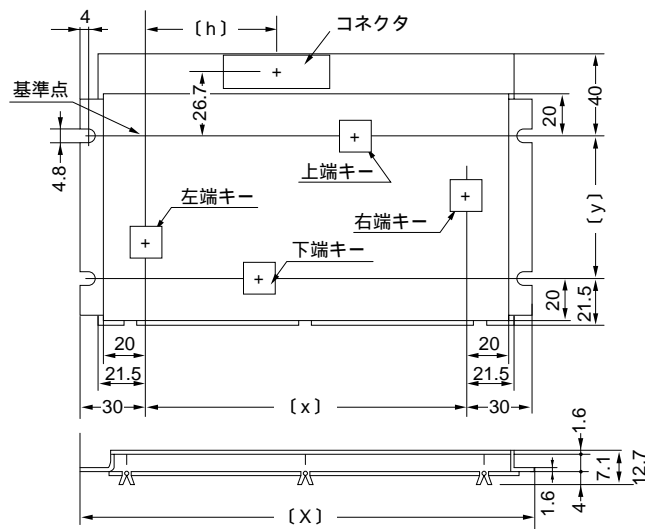 4
〔h〕
コネクタ
基準点
26.7
20
40
4.8
上端キー
左端キー
右端キー
〔y〕
下端キー
20
21.5
20
20
21.5
21.5
30
〔x〕
30
1.6
7.1
12.7
1.6
4
〔X〕